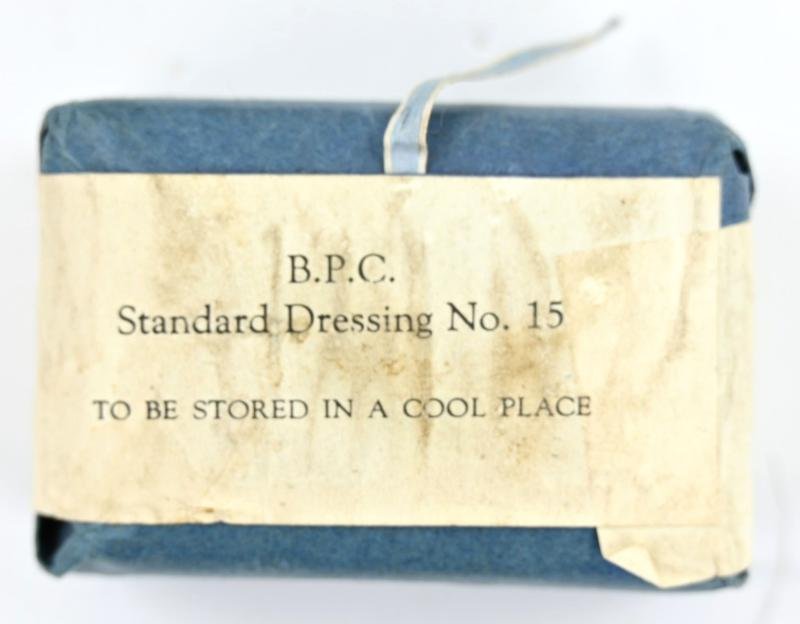 B.P.C.
Standard Dressing No. 15
TO BE STORED IN A COOL PLACE